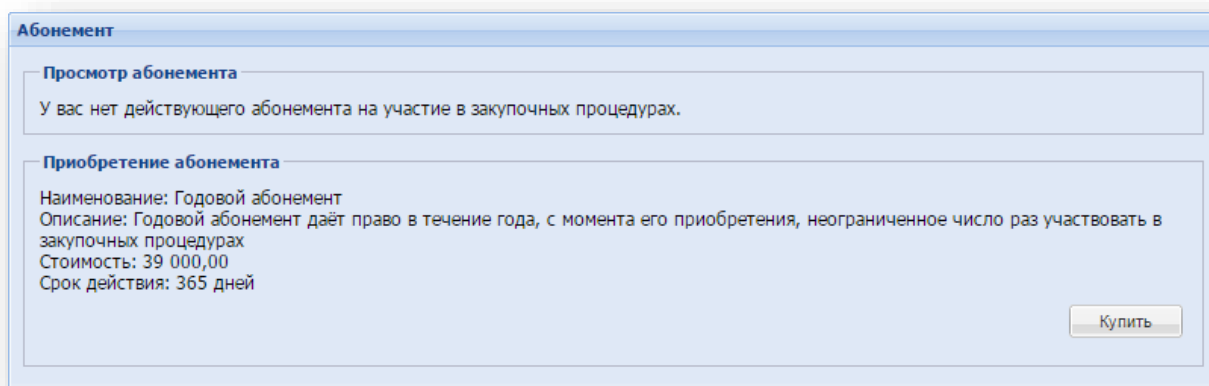 Абонемент
Просмотр абонемента
У вас нет действующего абонемента на участие в закупочных процедурах.
Приобретение абонемента
Наименование: Годовой абонемент
Описание: Годовой абонемент даёт право в течение года, с момента его приобретения, неограниченное число раз участвовать в
закупочных процедурах
Стоимость: 39 000,00
Срок действия: 365 дней
Купить